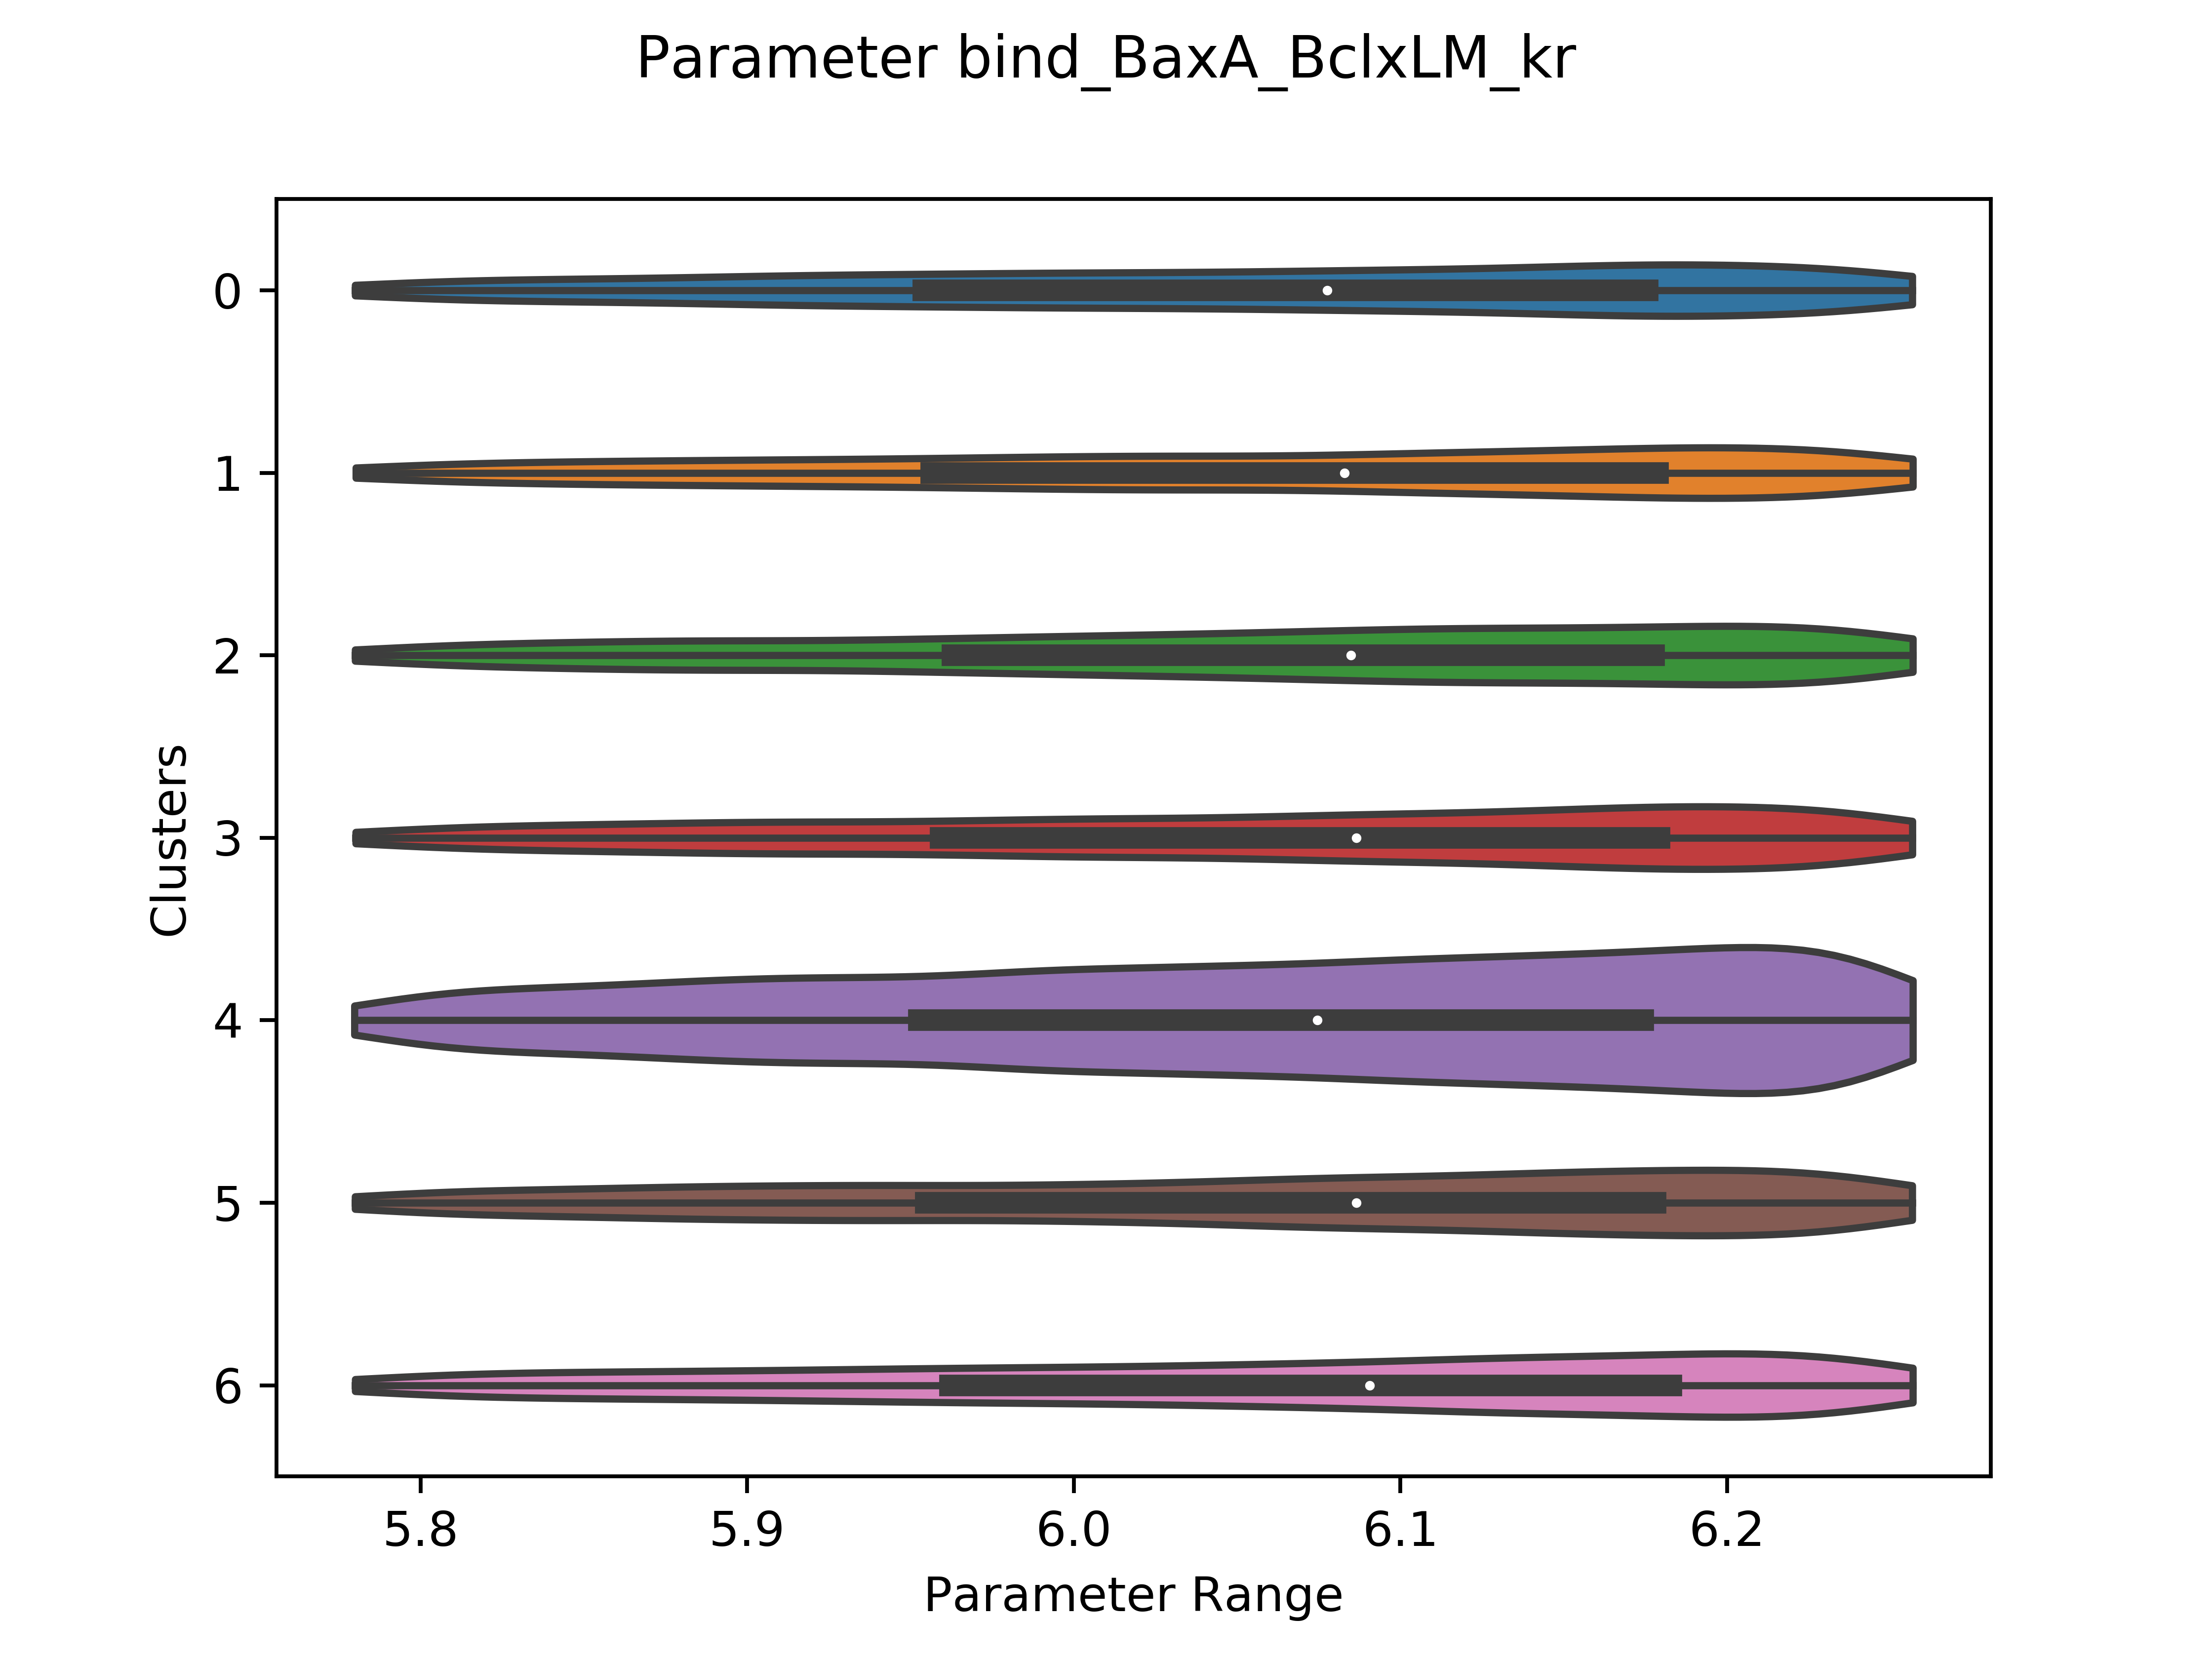 Parameter bind_BaxA_BclxLM_kr
0
1
2
3
4
5
6
Clusters
5.8 5.9 6.0 6.1 6.2
Parameter Range